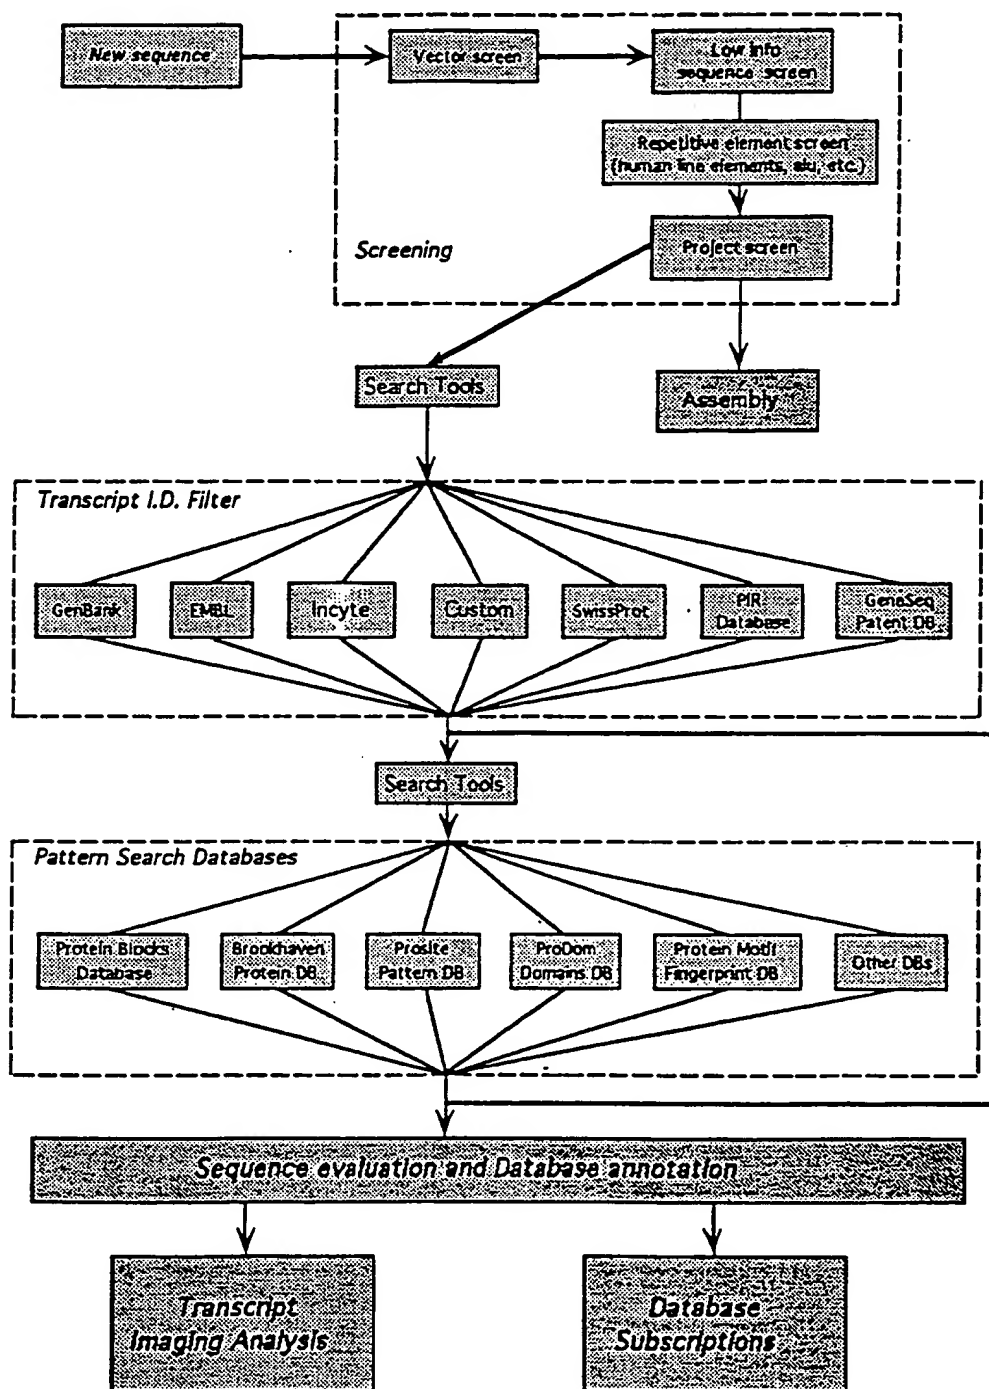 New sequence
Vector screen
Low info
sequence screen
Repetitive element screen
(human line elements, alu, etc.)
Project screen
Screening
Search Tools
Assembly
Transcript I.D. Filter
GenBank
EMBL
Incyte
Custom
SwissProt
PIR
Database
GeneSeq
Patent DB
Search Tools
Pattern Search Databases
Protein Blocks
Database
Brookhaven
Protein DB
Prosite
Pattern DB
ProDom
Domains DB
Protein Motif
Fingerprint DB
Other DBs
Sequence evaluation and Database annotation
Transcript
Imaging Analysis
Database
Subscriptions